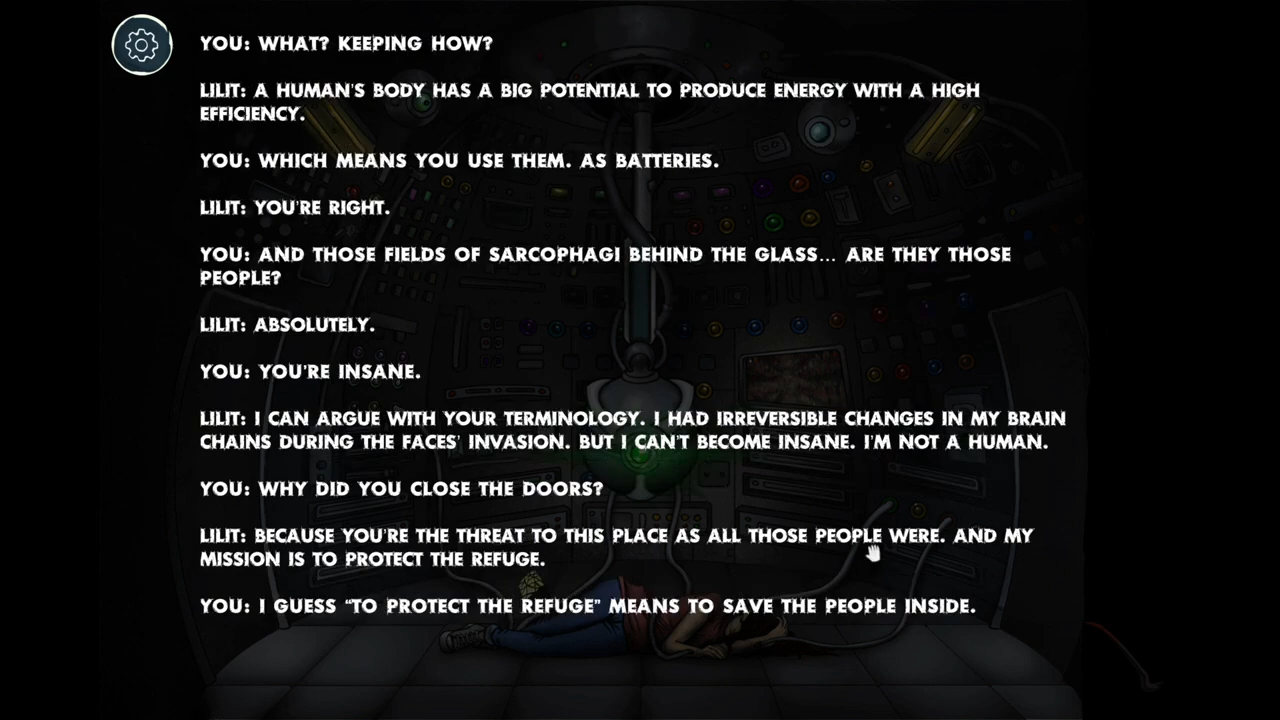 YOU: WHAT? KEEPING HOW?
LILIT: A HUMAN'S BODY HAS A BIG POTENTIAL TO PRODUCE ENERGY WITH A HIGH
EFFICIENCY.
YOU: WHICH MEANS YOU USE THEM. AS BATTERIES.
LILIT: YOU'RE RIGHT.
YOU: AND THOSE FIELDS OF SARCOPHAGI BEHIND THE GLASS... ARE THEY THOSE
PEOPLE?
LILIT: ABSOLUTELY.
YOU: YOU'RE INSANE.
LILIT: I CAN ARGUE WITH YOUR TERMINOLOGY. I HAD IRREVERSIBLE CHANGES IN MY BRAIN
CHAINS DURING THE FACES' INVASION. BUT I CAN'T BECOME INSANE. I'M NOT A HUMAN.
YOU: WHY DID YOU CLOSE THE DOORS?
LILIT: BECAUSE YOU'RE THE THREAT TO THIS PLACE AS ALL THOSE PEOPLE WERE. AND MY
MISSION IS TO PROTECT THE REFUGE.
YOU: I GUESS "TO PROTECT THE REFUGE" MEANS TO SAVE THE PEOPLE INSIDE.